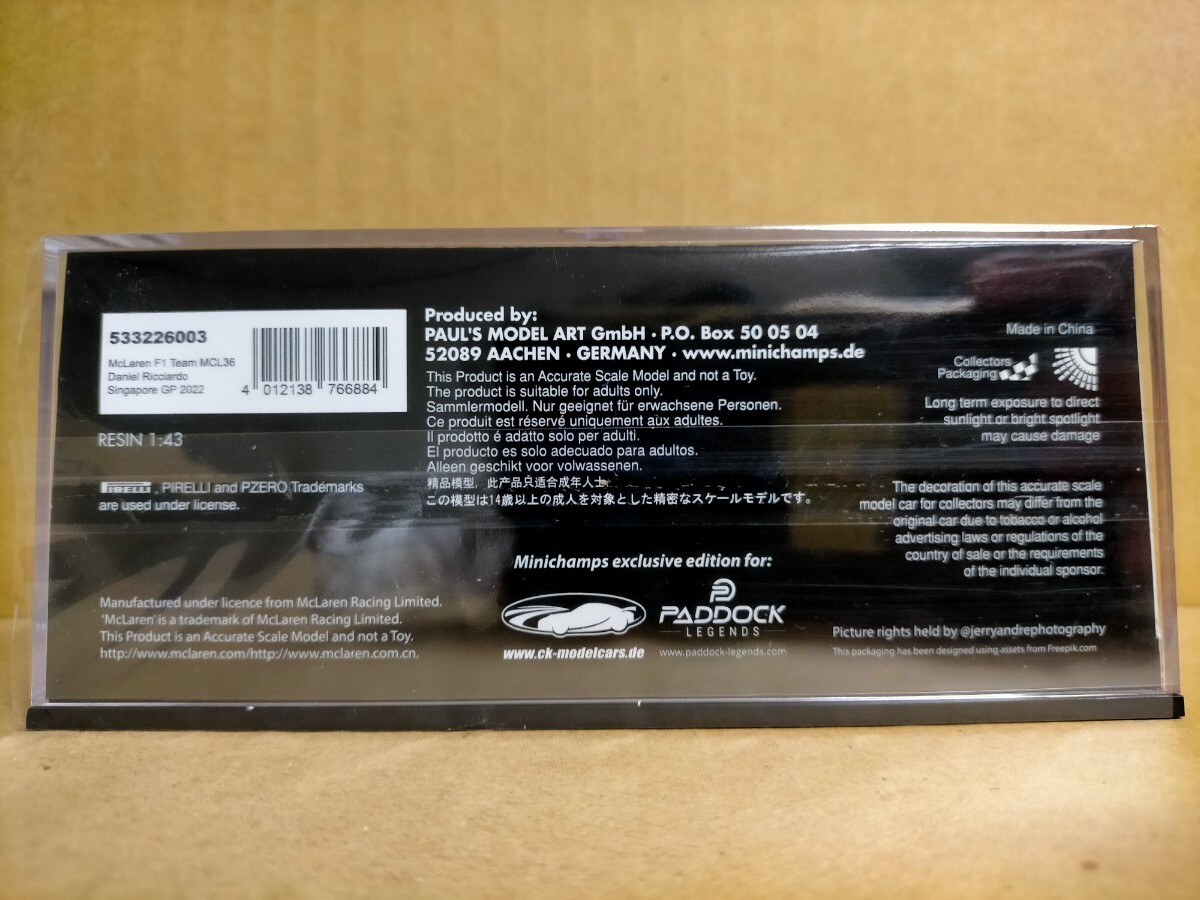 533226003
McLaren F1 Team MCL36
Daniel Ricciardo
Singapore GP 2022
4 012138 766884
RESIN 1:43
PIRELLI, PIRELLI and PZERO Trademarks
are used under license.
Manufactured under licence from McLaren Racing Limited.
'McLaren' is a trademark of McLaren Racing Limited.
This Product is an Accurate Scale Model and not a Toy.
http://www.mclaren.com/http://www.mclaren.com.cn.
Produced by:
PAUL'S MODEL ART GmbH · P.O. Box 50 05 04
52089 AACHEN · GERMANY · www.minichamps.de
This Product is an Accurate Scale Model and not a Toy.
The product is suitable for adults only.
Sammlermodell. Nur geeignet für erwachsene Personen.
Ce produit est réservé uniquement aux adultes.
Il prodotto é adatto solo per adulti.
El producto es solo adecuado para adultos.
Alleen geschikt voor volwassenen.
精品模型，此产品只适合成年人士。
この模型は14歳以上の成人を対象とした精密なスケールモデルです。
Minichamps exclusive edition for:
www.ck-modelcars.de
PADDOCK
LEGENDS
www.paddock-legends.com
Made in China
Collectors
Packaging
Long term exposure to direct
sunlight or bright spotlight
may cause damage
The decoration of this accurate scale
model car for collectors may differ from the
original car due to tobacco or alcohol
advertising laws or regulations of the
country of sale or the requirements
of the individual sponsor.
Picture rights held by @jerryandrephotography
This packaging has been designed using assets from Freepik.com